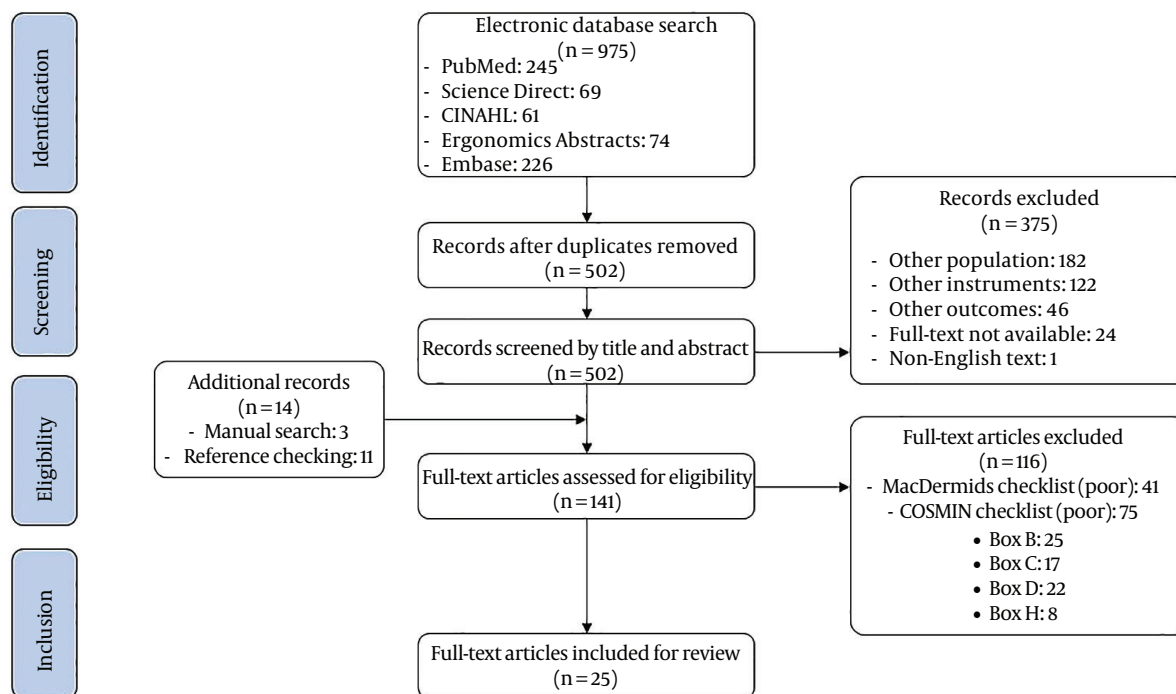 Identification
Electronic database search
(n = 975)
- PubMed: 245
- Science Direct: 69
- CINAHL: 61
- Ergonomics Abstracts: 74
- Embase: 226
Screening
Records after duplicates removed
(n = 502)
Records screened by title and abstract
(n = 502)
Records excluded
(n = 375)
- Other population: 182
- Other instruments: 122
- Other outcomes: 46
- Full-text not available: 24
- Non-English text: 1
Eligibility
Additional records
(n = 14)
- Manual search: 3
- Reference checking: 11
Full-text articles assessed for eligibility
(n = 141)
Full-text articles excluded
(n = 116)
- MacDermids checklist (poor): 41
- COSMIN checklist (poor): 75
• Box B: 25
• Box C: 17
• Box D: 22
• Box H: 8
Inclusion
Full-text articles included for review
(n = 25)